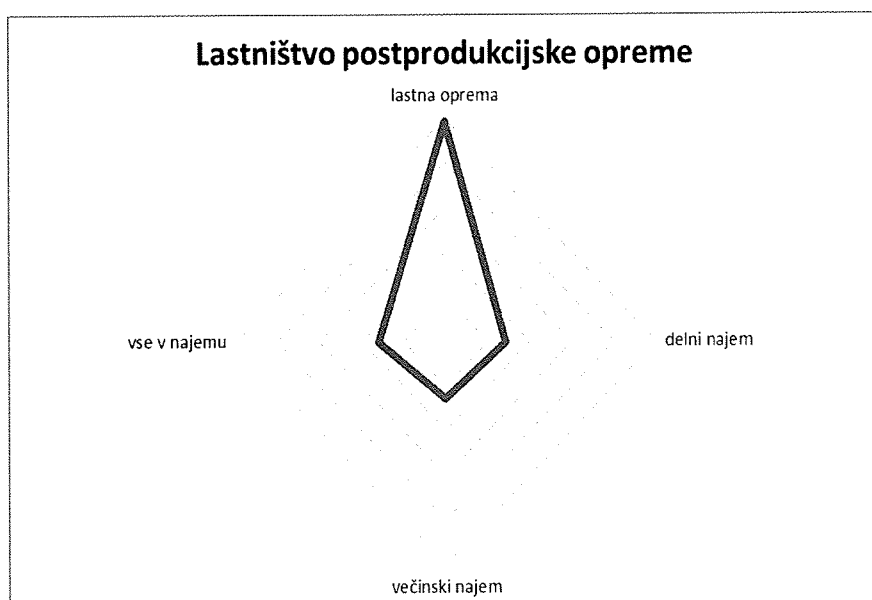 Lastništvo postprodukcijske opreme
lastna oprema
vse v najemu
delni najem
večinski najem